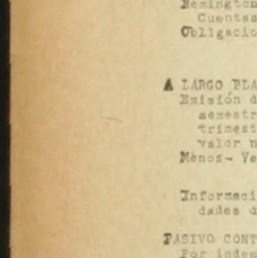 Remington
Cuentas
Obligacio
A LARGO PLA
Emisión d
semestr
trimest
valor n
Menos- Ve
Informaci
dades d
PASIVO CONT
Por indem